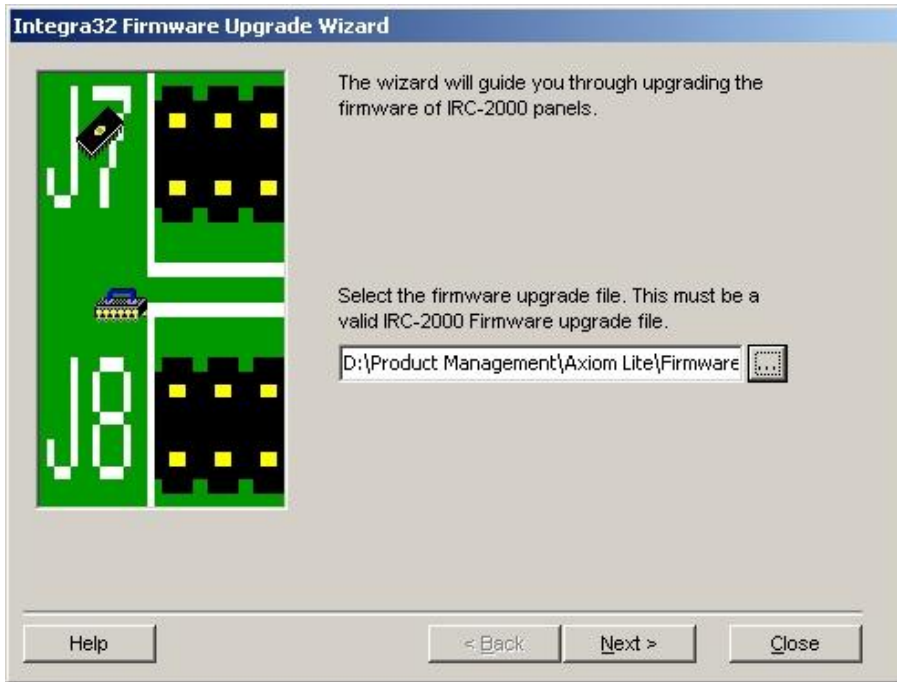 Integra32 Firmware Upgrade Wizard
The wizard will guide you through upgrading the
firmware of IRC-2000 panels.
J7
Select the firmware upgrade file. This must be a
valid IRC-2000 Firmware upgrade file.
D:\Product Management\Axiom Lite\Firmware
...
J8
Help
< Back
Next >
Close